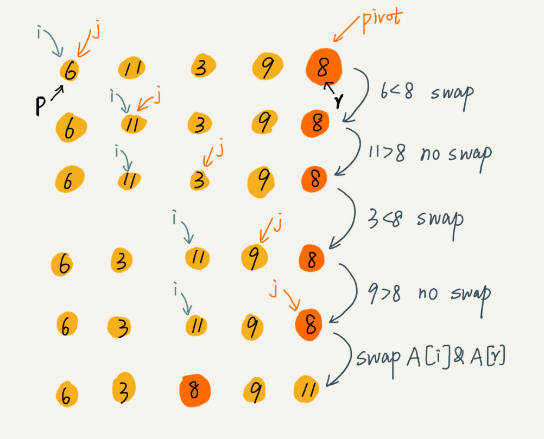 pivot
i j
6 11 3 9 8
p r
6<8 swap
i j
6 11 3 9 8
11>8 no swap
i j
6 11 3 9 8
3<8 swap
i j
6 3 11 9 8
9>8 no swap
i j
6 3 11 9 8
swap A[i]&A[r]
6 3 8 9 11